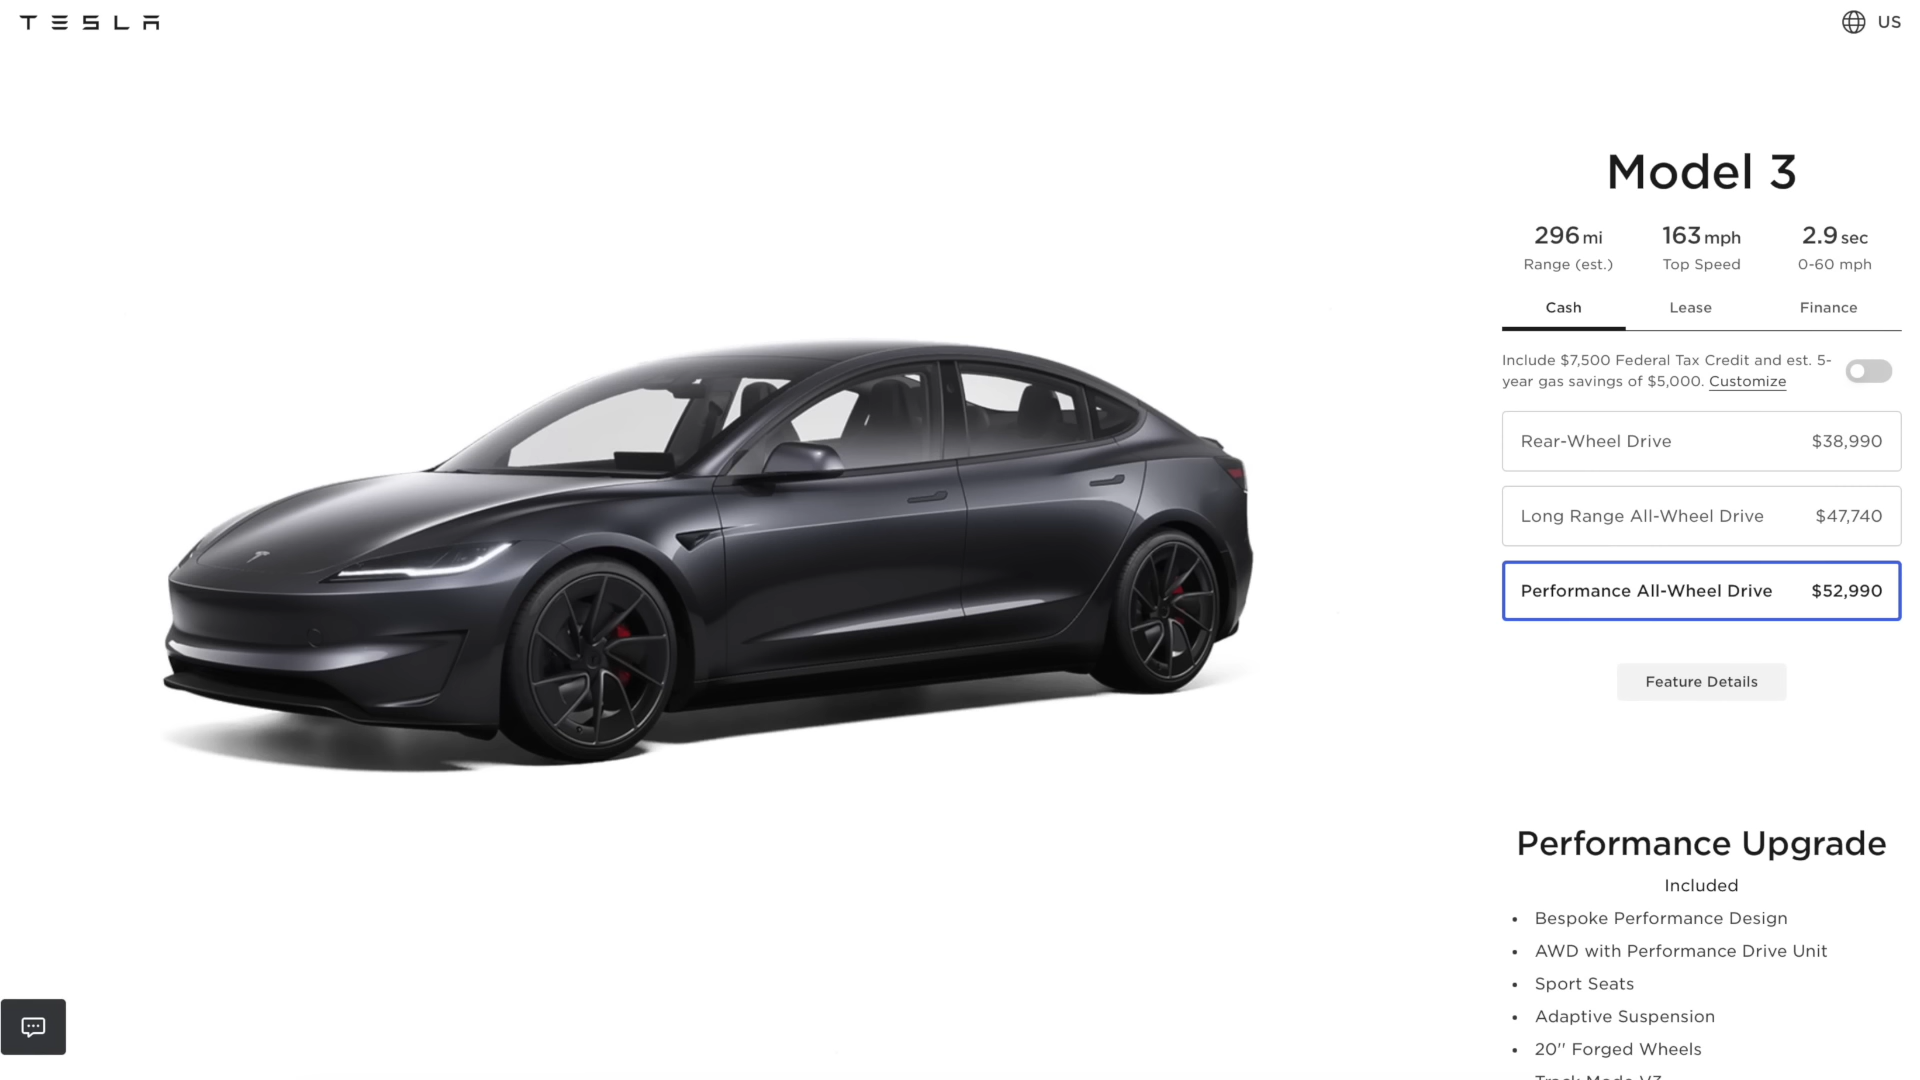 TESLA
US
Model 3
296 mi 163 mph 2.9 sec
Range (est.) Top Speed 0-60 mph
Cash Lease Finance
Include $7,500 Federal Tax Credit and est. 5-
year gas savings of $5,000. Customize
Rear-Wheel Drive $38,990
Long Range All-Wheel Drive $47,740
Performance All-Wheel Drive $52,990
Feature Details
Performance Upgrade
Included
• Bespoke Performance Design
• AWD with Performance Drive Unit
• Sport Seats
• Adaptive Suspension
• 20'' Forged Wheels
Track Mode V3